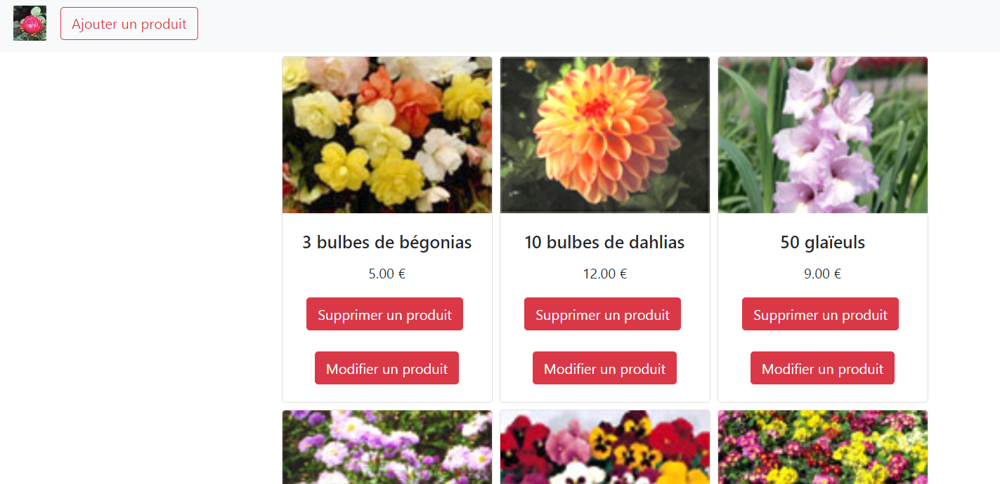 Ajouter un produit
3 bulbes de bégonias
5.00 €
Supprimer un produit
Modifier un produit
10 bulbes de dahlias
12.00 €
Supprimer un produit
Modifier un produit
50 glaïeuls
9.00 €
Supprimer un produit
Modifier un produit